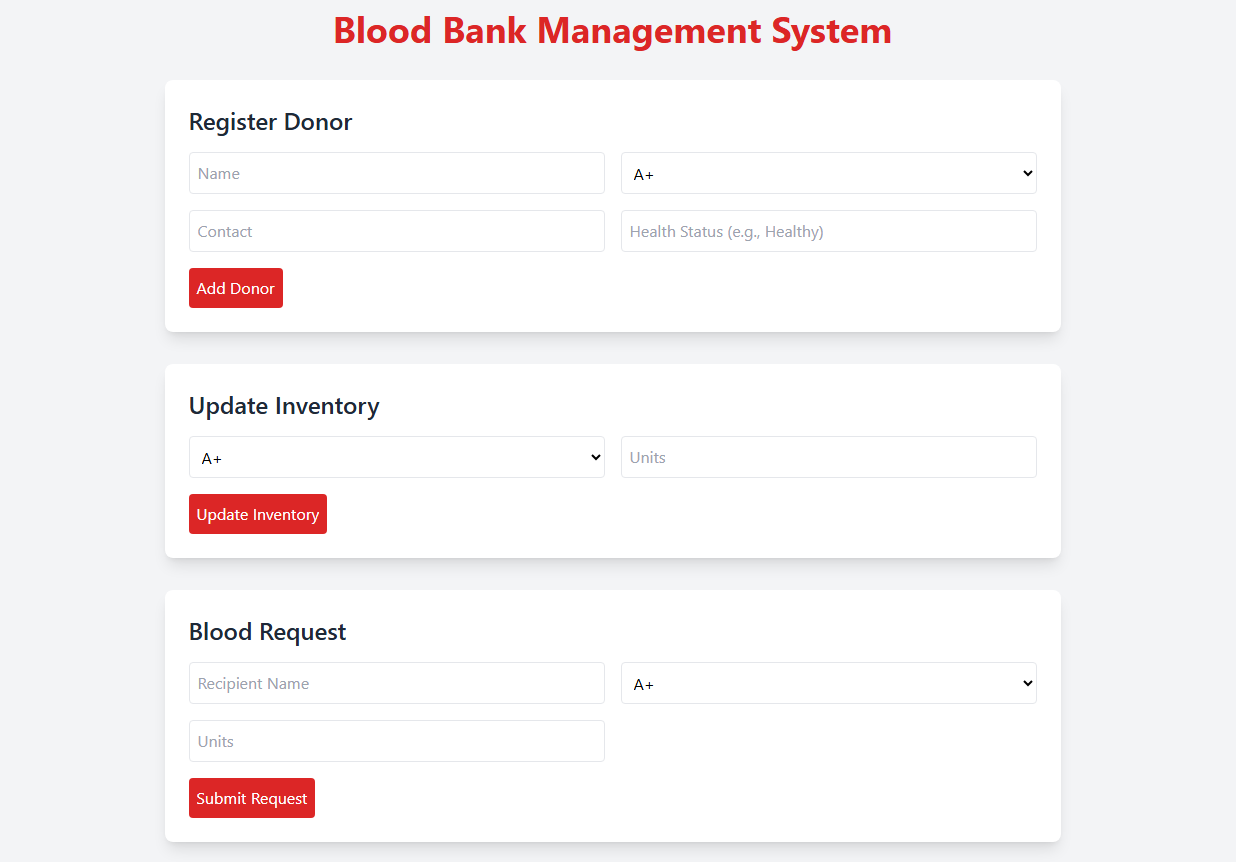 Blood Bank Management System
Register Donor
Name
A+
Contact
Health Status (e.g., Healthy)
Add Donor
Update Inventory
A+
Units
Update Inventory
Blood Request
Recipient Name
A+
Units
Submit Request